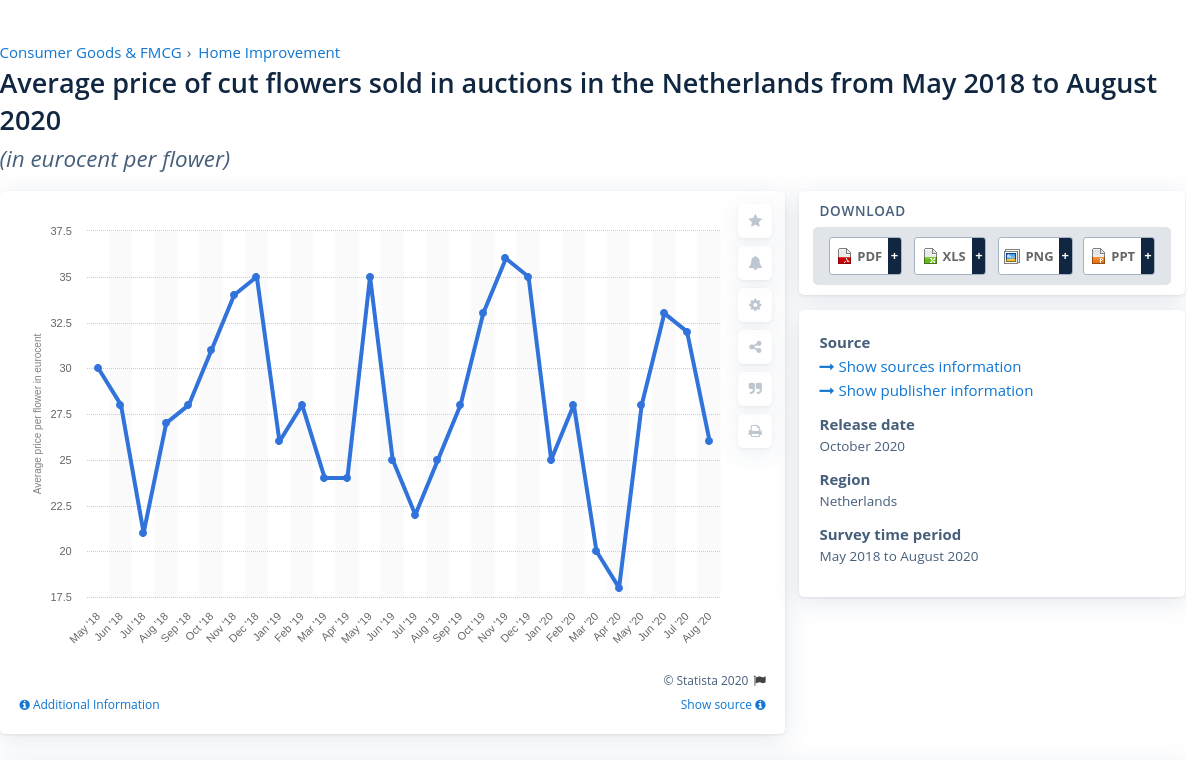 Consumer Goods & FMCG › Home Improvement
Average price of cut flowers sold in auctions in the Netherlands from May 2018 to August
2020
(in eurocent per flower)
Average price per flower in eurocent
37.5
35
32.5
30
27.5
25
22.5
20
17.5
May '18
Jun '18
Jul '18
Aug '18
Sep '18
Oct '18
Nov '18
Dec '18
Jan '19
Feb '19
Mar '19
Apr '19
May '19
Jun '19
Jul '19
Aug '19
Sep '19
Oct '19
Nov '19
Dec '19
Jan '20
Feb '20
Mar '20
Apr '20
May '20
Jun '20
Jul '20
Aug '20
© Statista 2020
Additional Information
Show source
DOWNLOAD
PDF + XLS + PNG + PPT +
Source
Show sources information
Show publisher information
Release date
October 2020
Region
Netherlands
Survey time period
May 2018 to August 2020